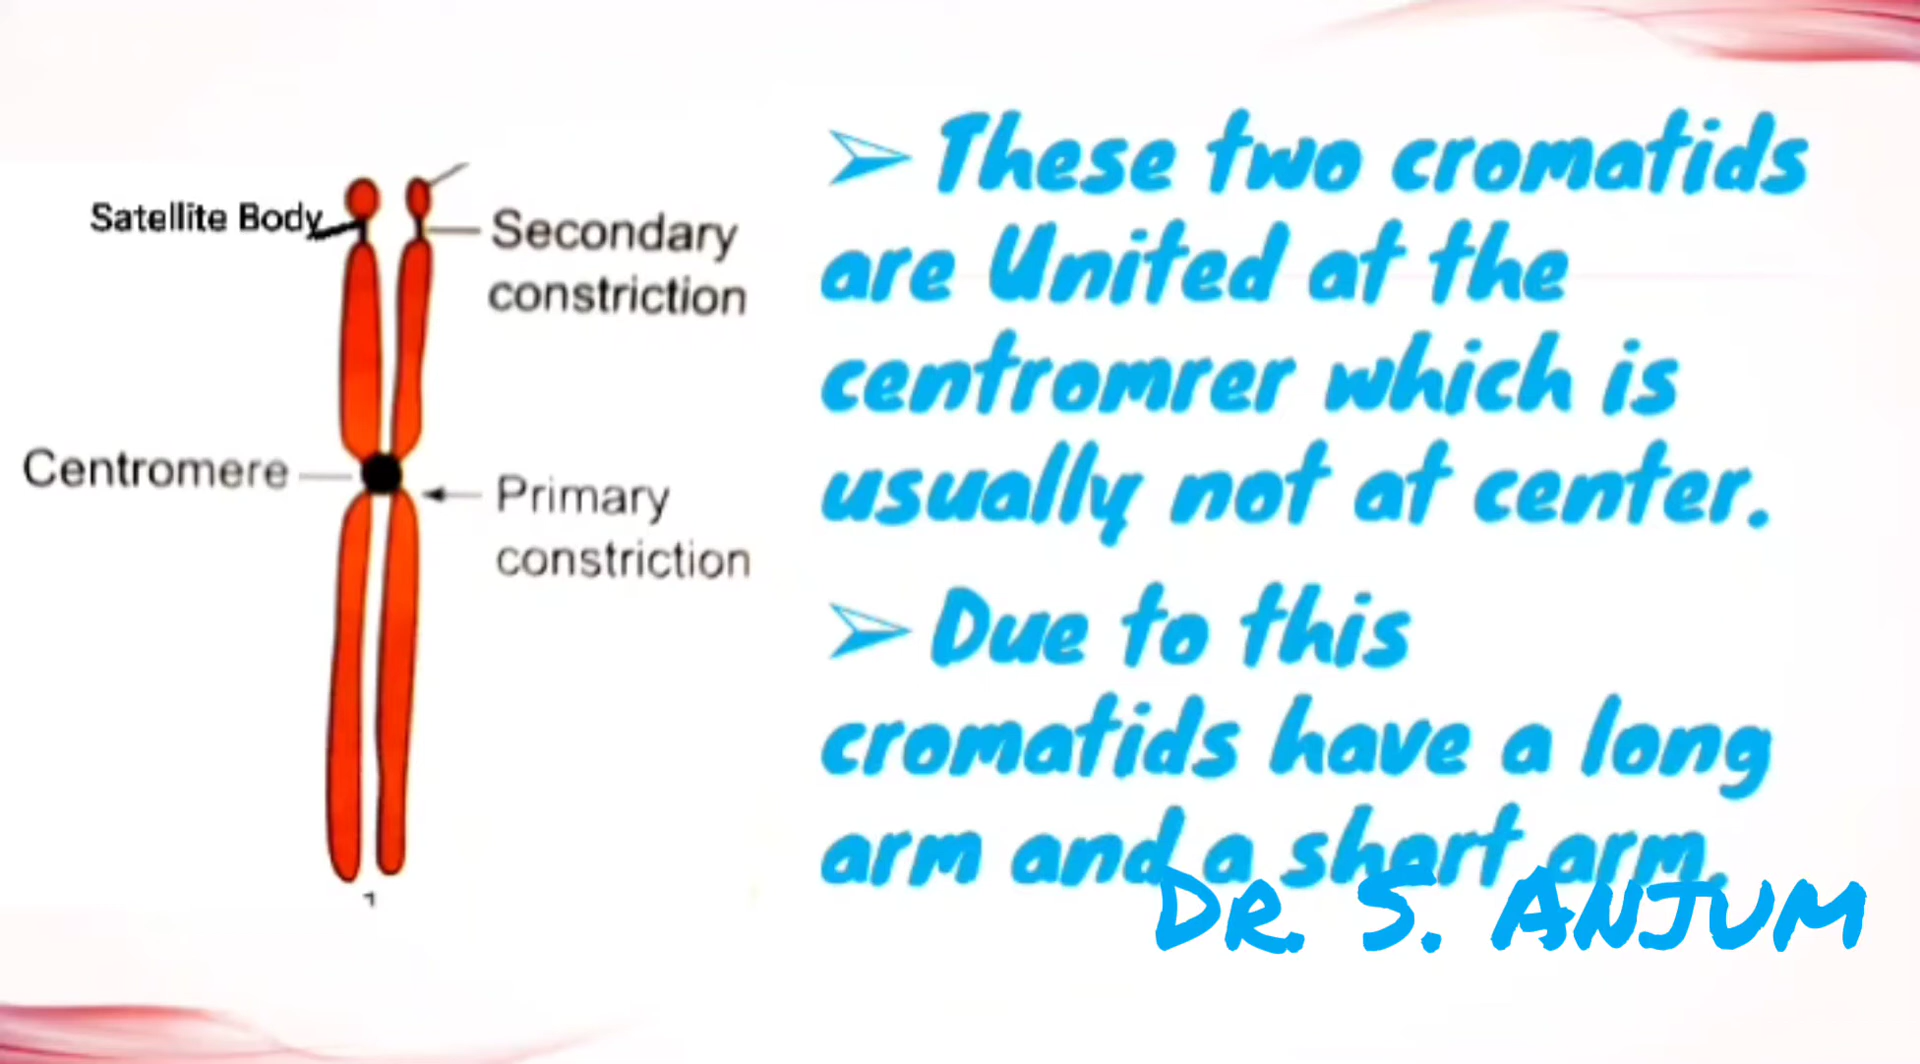 Satellite Body
Secondary
constriction
Centromere
Primary
constriction
➢ These two cromatids
are United at the
centromrer which is
usually not at center.
➢ Due to this
cromatids have a long
arm and a short arm.
DR. S. ANJUM